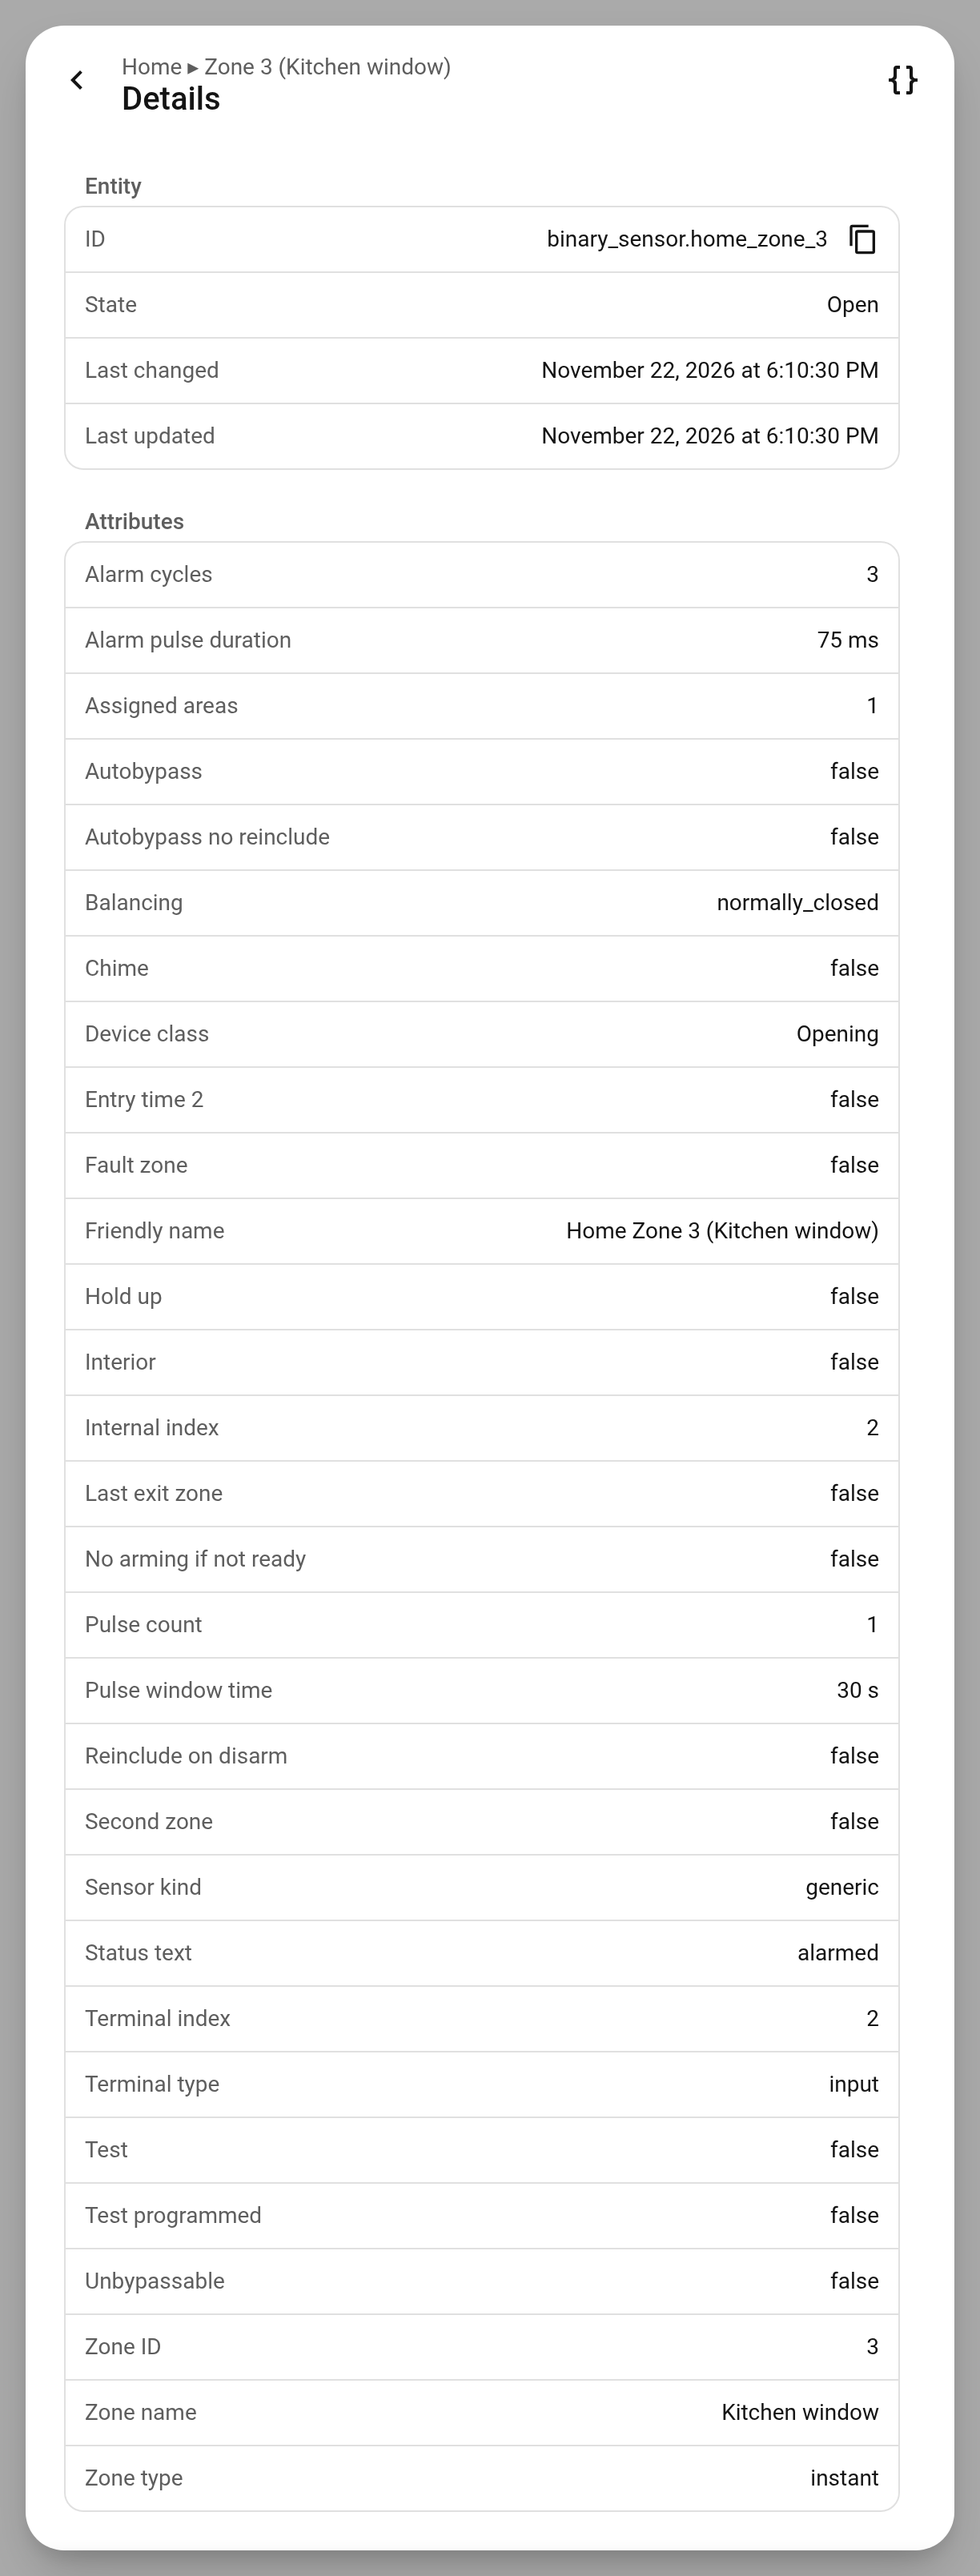 Home ▸ Zone 3 (Kitchen window)
Details
{}
Entity
ID binary_sensor.home_zone_3
State Open
Last changed November 22, 2026 at 6:10:30 PM
Last updated November 22, 2026 at 6:10:30 PM
Attributes
Alarm cycles 3
Alarm pulse duration 75 ms
Assigned areas 1
Autobypass false
Autobypass no reinclude false
Balancing normally_closed
Chime false
Device class Opening
Entry time 2 false
Fault zone false
Friendly name Home Zone 3 (Kitchen window)
Hold up false
Interior false
Internal index 2
Last exit zone false
No arming if not ready false
Pulse count 1
Pulse window time 30 s
Reinclude on disarm false
Second zone false
Sensor kind generic
Status text alarmed
Terminal index 2
Terminal type input
Test false
Test programmed false
Unbypassable false
Zone ID 3
Zone name Kitchen window
Zone type instant